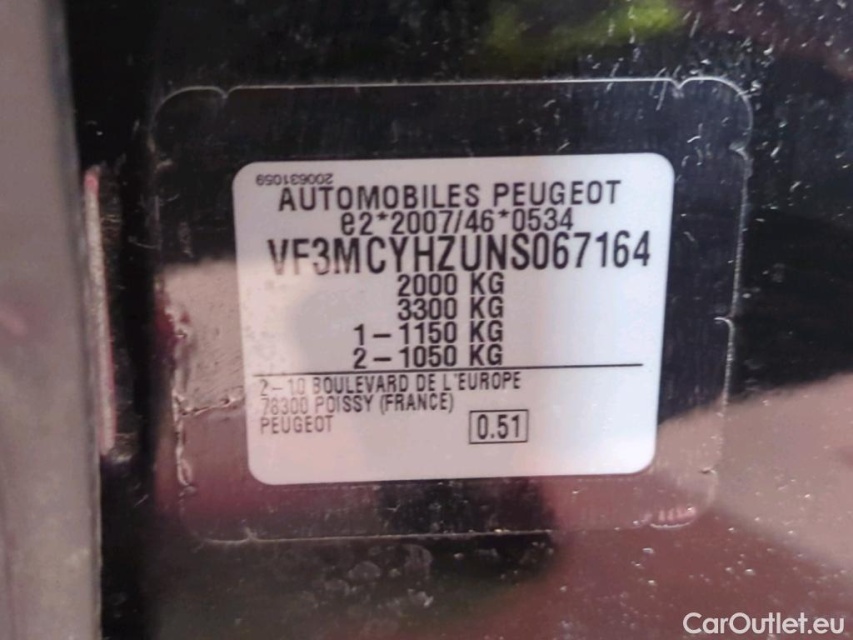 200631059
AUTOMOBILES PEUGEOT
e2*2007/46*0534
VF3MCYHZUNS067164
2000 KG
3300 KG
1-1150 KG
2-1050 KG
2-10 BOULEVARD DE L'EUROPE
78300 POISSY (FRANCE)
PEUGEOT
0.51
CarOutlet.eu